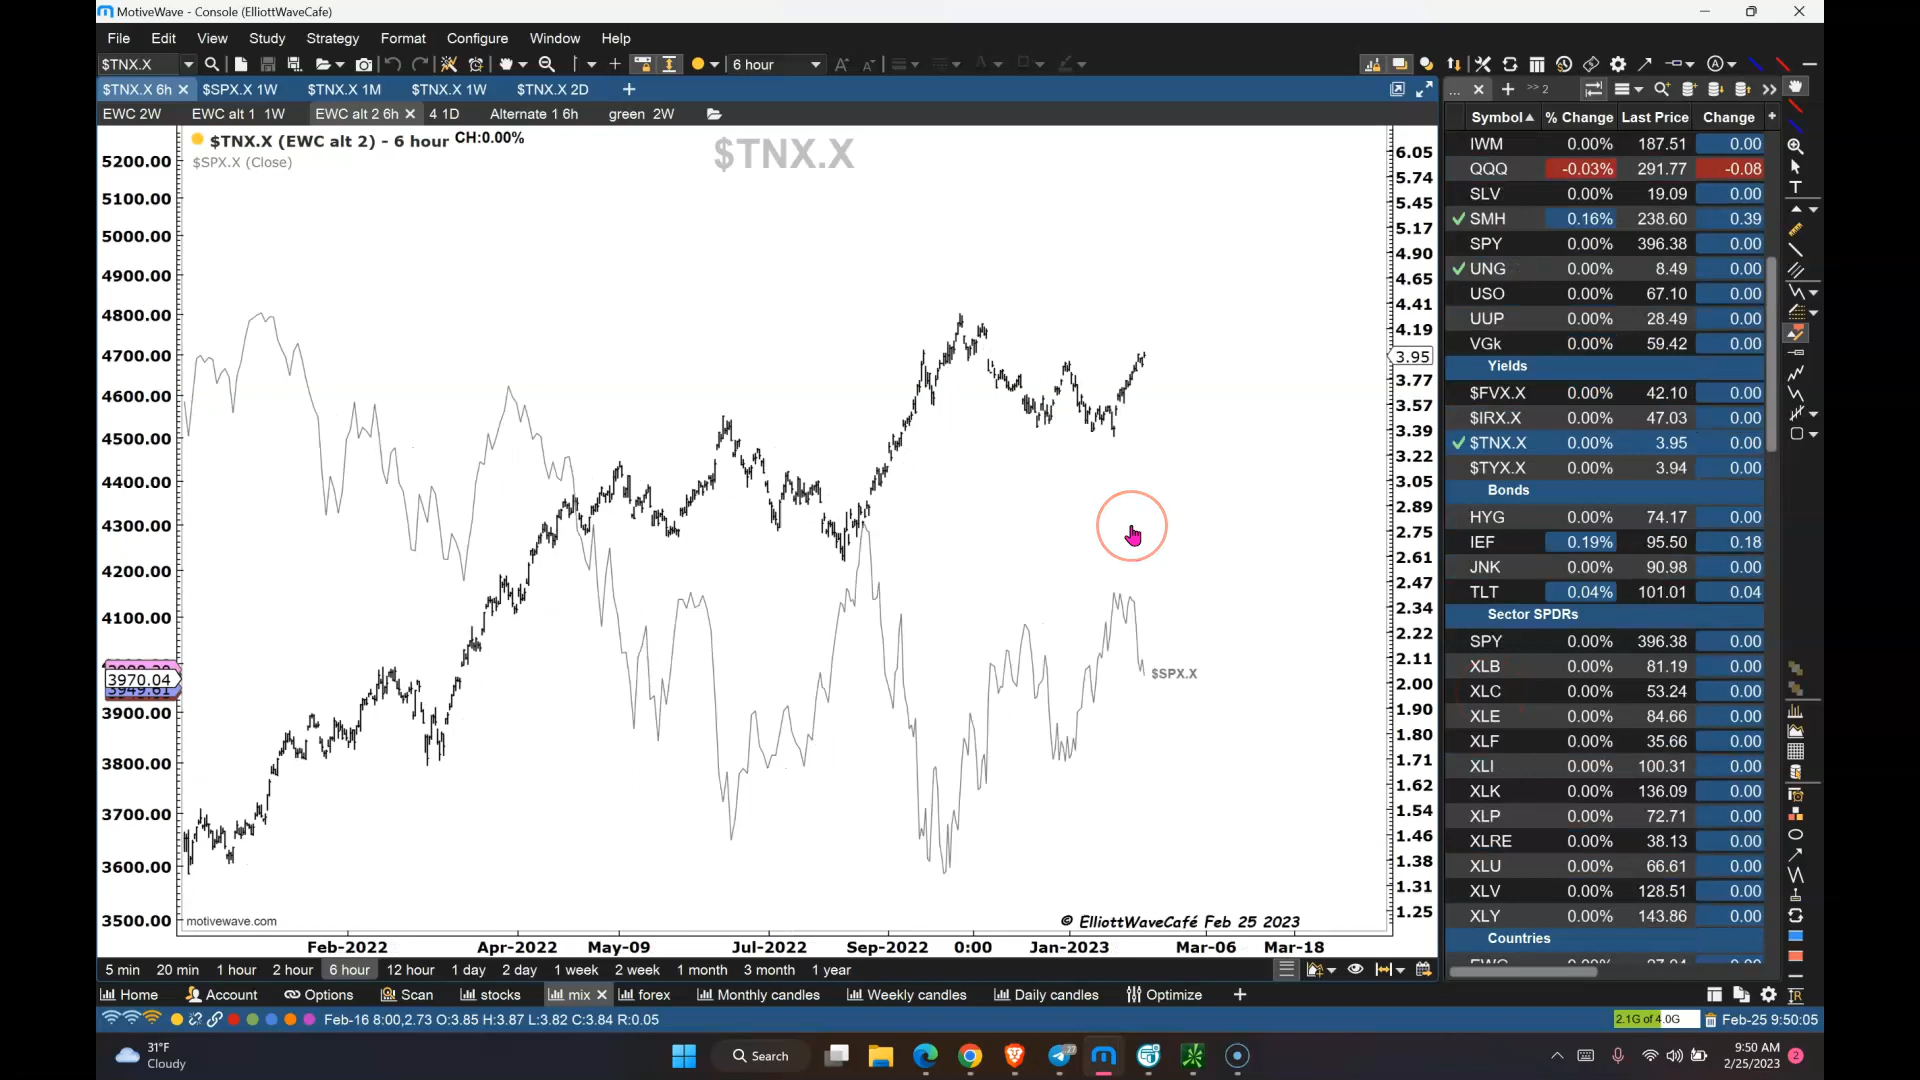 MotiveWave - Console (ElliottWaveCafe)
File Edit View Study Strategy Format Configure Window Help
$TNX.X 6 hour
$TNX.X 6h $SPX.X 1W $TNX.X 1M $TNX.X 1W $TNX.X 2D
EWC 2W EWC alt 1 1W EWC alt 2 6h 4 1D Alternate 1 6h green 2W
$TNX.X (EWC alt 2) - 6 hour CH:0.00%
$SPX.X (Close)
$TNX.X
5200.00
5100.00
5000.00
4900.00
4800.00
4700.00
4600.00
4500.00
4400.00
4300.00
4200.00
4100.00
3970.04
3949.61
3900.00
3800.00
3700.00
3600.00
3500.00
$SPX.X
6.05
5.74
5.45
5.17
4.90
4.65
4.41
4.19
3.95
3.77
3.57
3.39
3.22
3.05
2.89
2.75
2.61
2.47
2.34
2.22
2.11
2.00
1.90
1.80
1.71
1.62
1.54
1.46
1.38
1.31
1.25
motivewave.com
© ElliottWaveCafé Feb 25 2023
Feb-2022 Apr-2022 May-09 Jul-2022 Sep-2022 0:00 Jan-2023 Mar-06 Mar-18
5 min 20 min 1 hour 2 hour 6 hour 12 hour 1 day 2 day 1 week 2 week 1 month 3 month 1 year
... >> 2
Symbol % Change Last Price Change
IWM 0.00% 187.51 0.00
QQQ -0.03% 291.77 -0.08
SLV 0.00% 19.09 0.00
SMH 0.16% 238.60 0.39
SPY 0.00% 396.38 0.00
UNG 0.00% 8.49 0.00
USO 0.00% 67.10 0.00
UUP 0.00% 28.49 0.00
VGk 0.00% 59.42 0.00
Yields
$FVX.X 0.00% 42.10 0.00
$IRX.X 0.00% 47.03 0.00
$TNX.X 0.00% 3.95 0.00
$TYX.X 0.00% 3.94 0.00
Bonds
HYG 0.00% 74.17 0.00
IEF 0.19% 95.50 0.18
JNK 0.00% 90.98 0.00
TLT 0.04% 101.01 0.04
Sector SPDRs
SPY 0.00% 396.38 0.00
XLB 0.00% 81.19 0.00
XLC 0.00% 53.24 0.00
XLE 0.00% 84.66 0.00
XLF 0.00% 35.66 0.00
XLI 0.00% 100.31 0.00
XLK 0.00% 136.09 0.00
XLP 0.00% 72.71 0.00
XLRE 0.00% 38.13 0.00
XLU 0.00% 66.61 0.00
XLV 0.00% 128.51 0.00
XLY 0.00% 143.86 0.00
Countries
Home Account Options Scan stocks mix forex Monthly candles Weekly candles Daily candles Optimize
Feb-16 8:00,2.73 O:3.85 H:3.87 L:3.82 C:3.84 R:0.05
2.1G of 4.0G Feb-25 9:50:05
31°F
Cloudy
Search
27
9:50 AM
2/25/2023
2